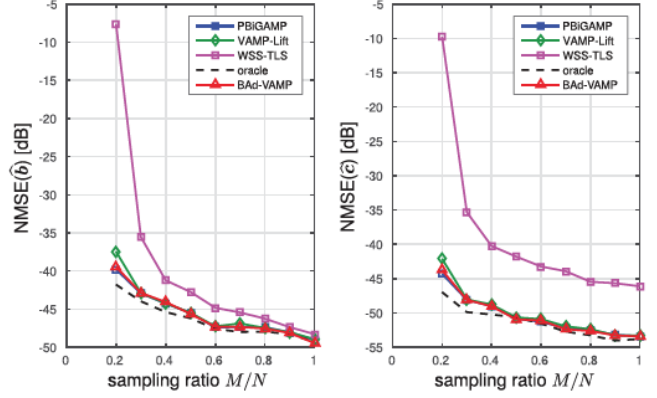 -5
-10
-15
-20
-25
-30
-35
-40
-45
-50
0
0.2
0.4
0.6
0.8
1
NMSE(b̂) [dB]
sampling ratio M/N
PBiGAMP
VAMP-Lift
WSS-TLS
oracle
BAd-VAMP
-5
-10
-15
-20
-25
-30
-35
-40
-45
-50
-55
0
0.2
0.4
0.6
0.8
1
NMSE(ĉ) [dB]
sampling ratio M/N
PBiGAMP
VAMP-Lift
WSS-TLS
oracle
BAd-VAMP